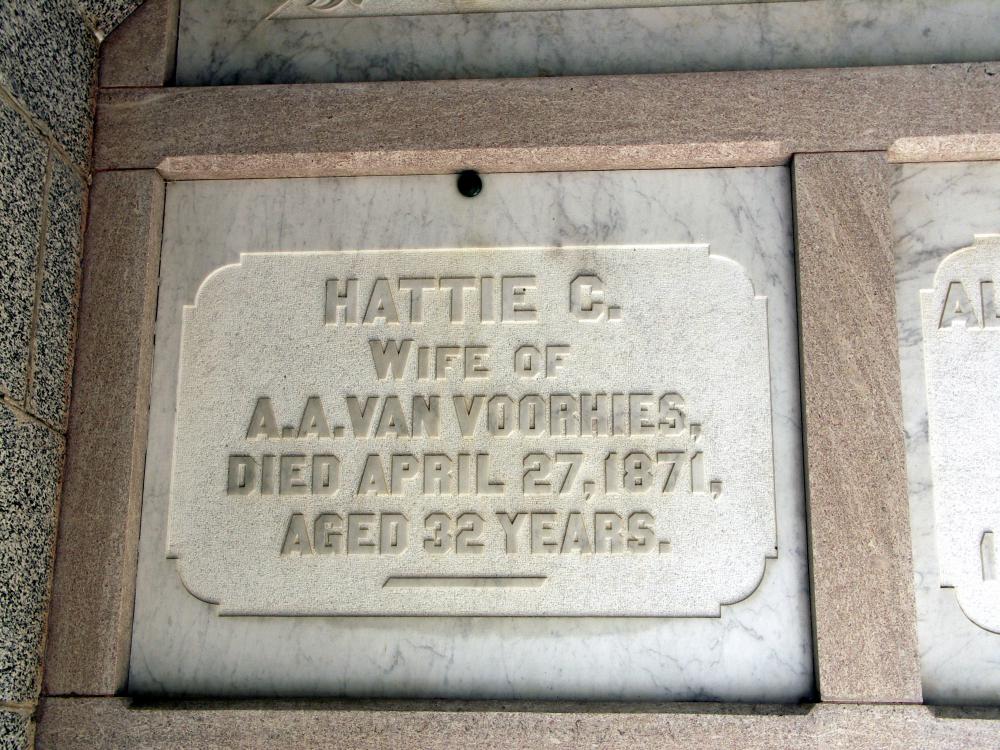 HATTIE C.
WIFE OF
A.A. VAN VOORHIES,
DIED APRIL 27, 1871,
AGED 32 YEARS.